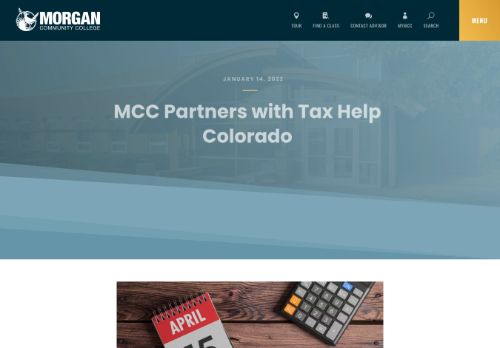 MORGAN
COMMUNITY COLLEGE
TOUR
FIND A CLASS
CONTACT ADVISOR
MYMCC
SEARCH
MENU
JANUARY 14, 2022
MCC Partners with Tax Help
Colorado
APRIL
15